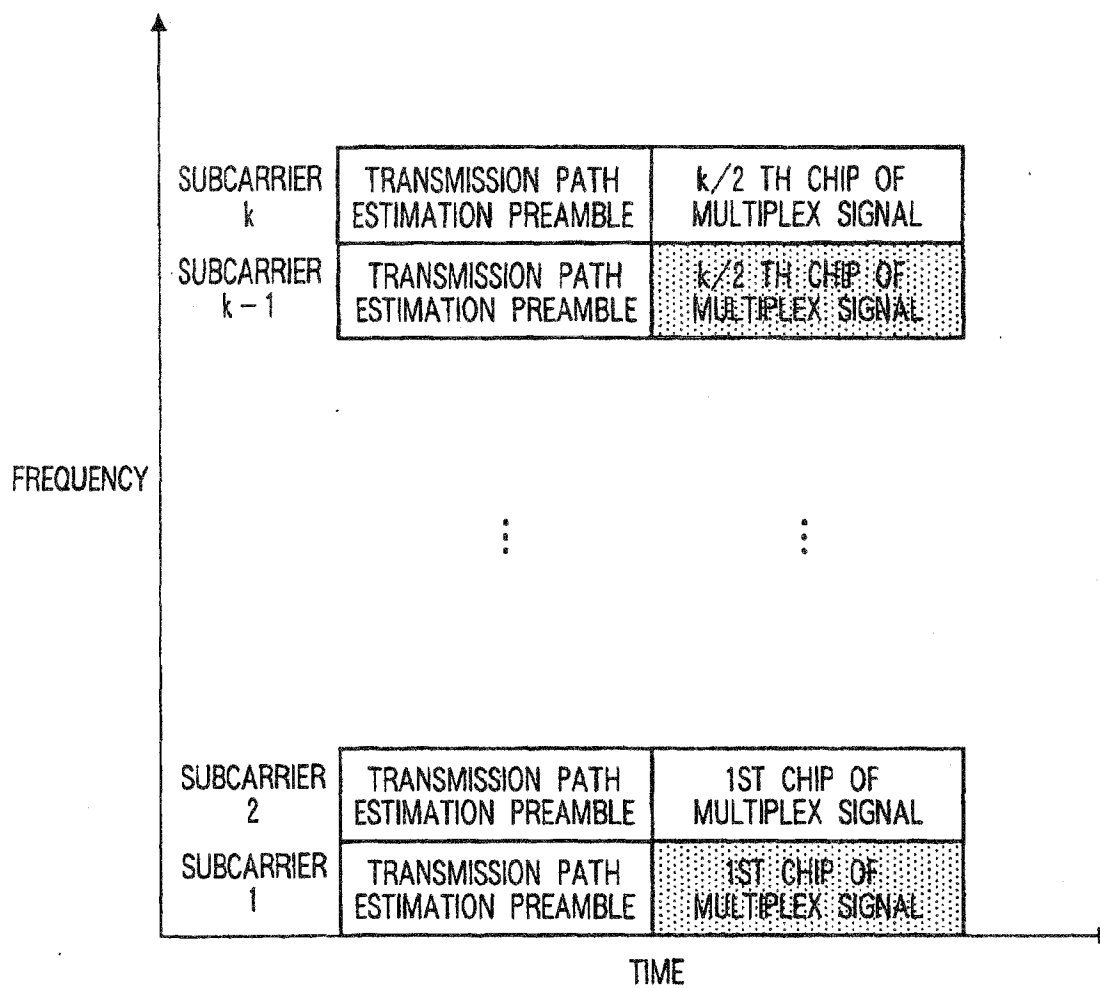 SUBCARRIER
k
TRANSMISSION PATH
ESTIMATION PREAMBLE
k/2 TH CHIP OF
MULTIPLEX SIGNAL
SUBCARRIER
k-1
TRANSMISSION PATH
ESTIMATION PREAMBLE
k/2 TH CHIP OF
MULTIPLEX SIGNAL
FREQUENCY
SUBCARRIER
2
TRANSMISSION PATH
ESTIMATION PREAMBLE
1ST CHIP OF
MULTIPLEX SIGNAL
SUBCARRIER
1
TRANSMISSION PATH
ESTIMATION PREAMBLE
1ST CHIP OF
MULTIPLEX SIGNAL
TIME